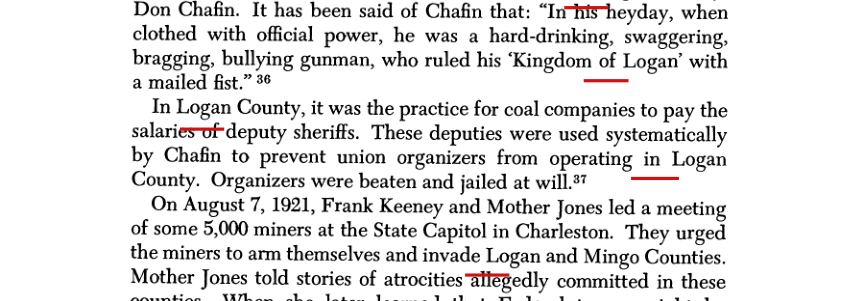 Don Chafin. It has been said of Chafin that: “In his heyday, when
clothed with official power, he was a hard-drinking, swaggering,
bragging, bullying gunman, who ruled his ‘Kingdom of Logan’ with
a mailed fist.” 36
In Logan County, it was the practice for coal companies to pay the
salaries of deputy sheriffs. These deputies were used systematically
by Chafin to prevent union organizers from operating in Logan
County. Organizers were beaten and jailed at will.37
On August 7, 1921, Frank Keeney and Mother Jones led a meeting
of some 5,000 miners at the State Capitol in Charleston. They urged
the miners to arm themselves and invade Logan and Mingo Counties.
Mother Jones told stories of atrocities allegedly committed in these
counties. When she later learned that